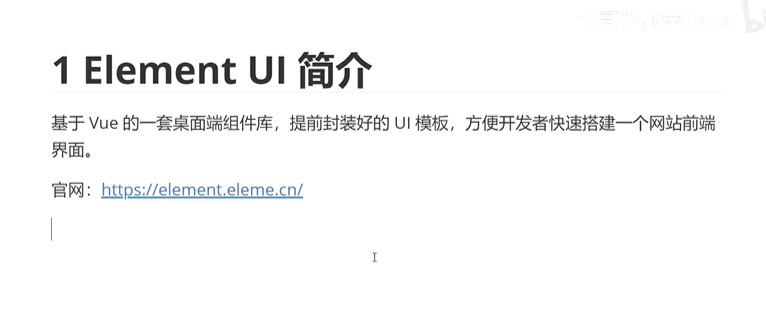 1 Element UI 简介
基于 Vue 的一套桌面端组件库，提前封装好的 UI 模板，方便开发者快速搭建一个网站前端
界面。
官网：https://element.eleme.cn/